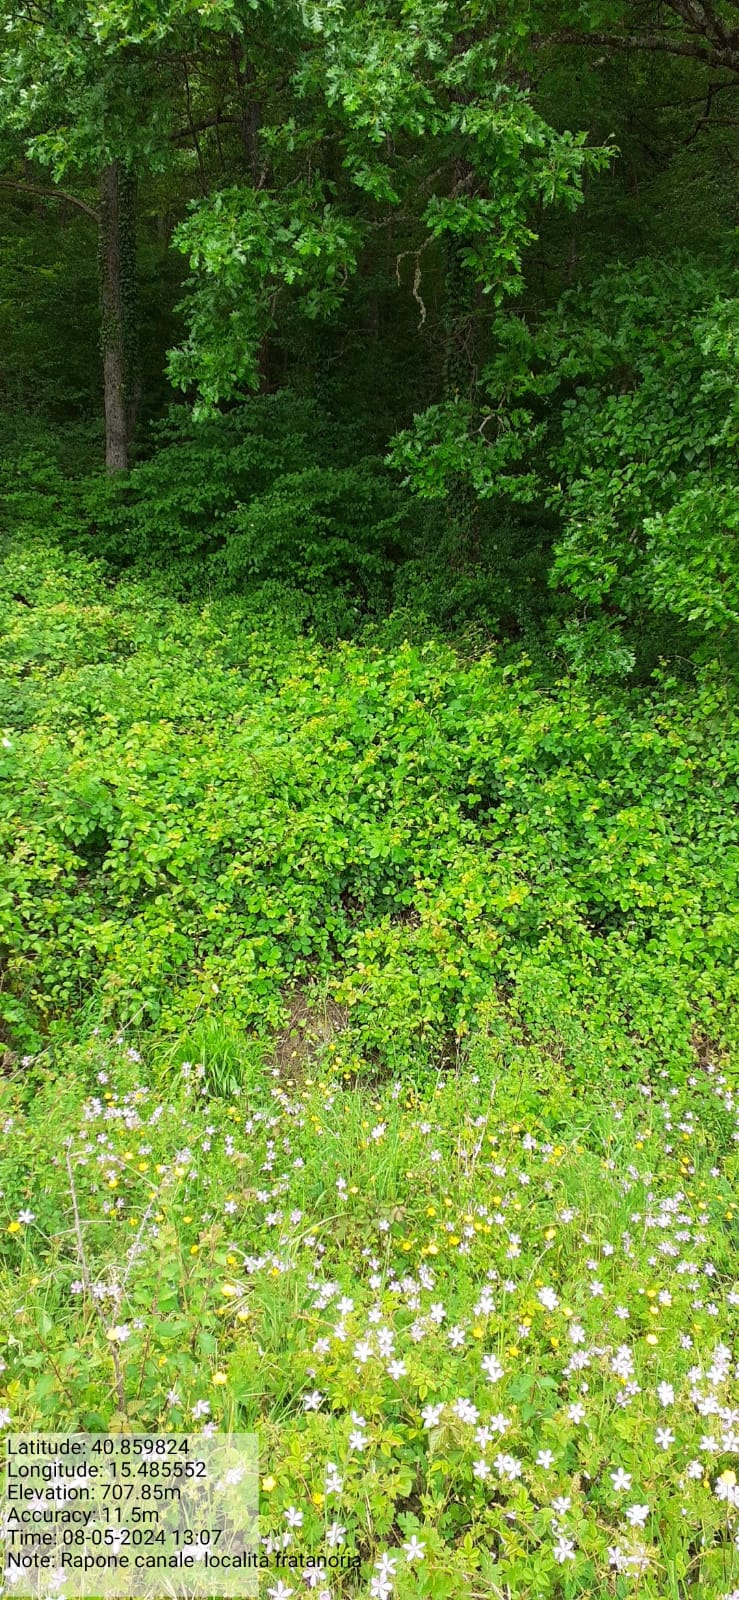 Latitude: 40.859824
Longitude: 15.485552
Elevation: 707.85m
Accuracy: 11.5m
Time: 08-05-2024 13:07
Note: Rapone canale località fratanoria